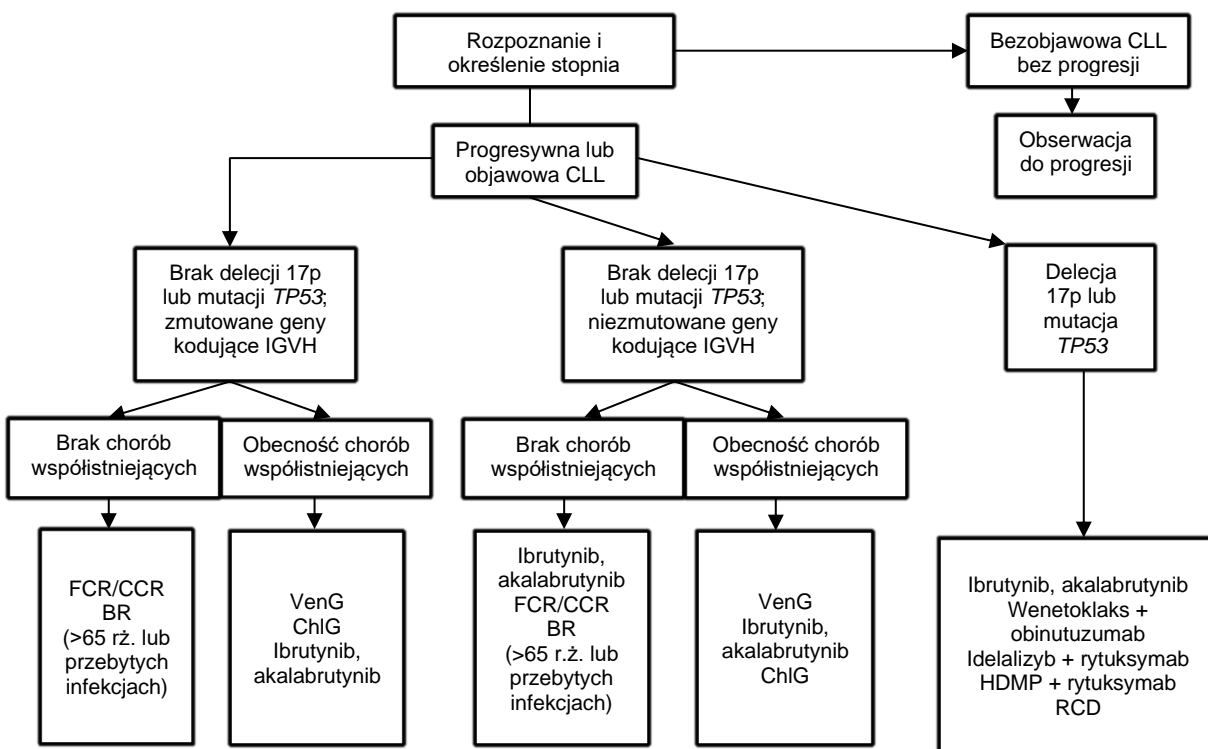 Rozpoznanie i
określenie stopnia
Bezobjawowa CLL
bez progresji
Obserwacja
do progresji
Progresywna lub
objawowa CLL
Brak delecji 17p
lub mutacji TP53;
zmutowane geny
kodujące IGVH
Brak delecji 17p
lub mutacji TP53;
niezmutowane geny
kodujące IGVH
Delecja
17p lub
mutacja
TP53
Brak chorób
współistniejących
Obecność chorób
współistniejących
Brak chorób
współistniejących
Obecność chorób
współistniejących
FCR/CCR
BR
(>65 rż. lub
przebytych
infekcjach)
VenG
ChlG
Ibrutynib,
akalabrutynib
Ibrutynib,
akalabrutynib
FCR/CCR
BR
(>65 r.ż. lub
przebytych
infekcjach)
VenG
Ibrutynib,
akalabrutynib
ChlG
Ibrutynib, akalabrutynib
Wenetoklaks +
obinutuzumab
Idelalizyb + rytuksymab
HDMP + rytuksymab
RCD